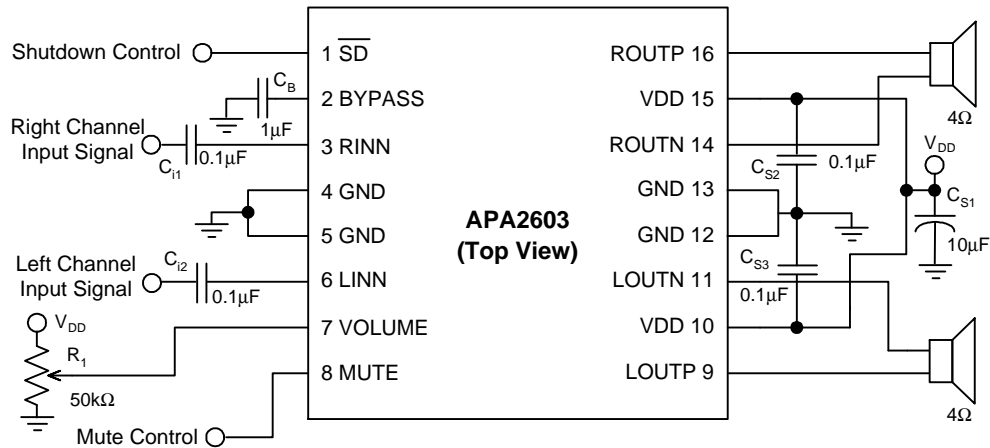 Shutdown Control
1 SD
C_B
2 BYPASS
1µF
Right Channel
Input Signal
C_i1
0.1µF
3 RINN
4 GND
5 GND
Left Channel
Input Signal
C_i2
0.1µF
6 LINN
V_DD
7 VOLUME
R_1
50kΩ
8 MUTE
Mute Control
APA2603
(Top View)
ROUTP 16
VDD 15
ROUTN 14
GND 13
GND 12
LOUTN 11
VDD 10
LOUTP 9
4Ω
C_S2
0.1µF
V_DD
C_S1
10µF
C_S3
0.1µF
4Ω